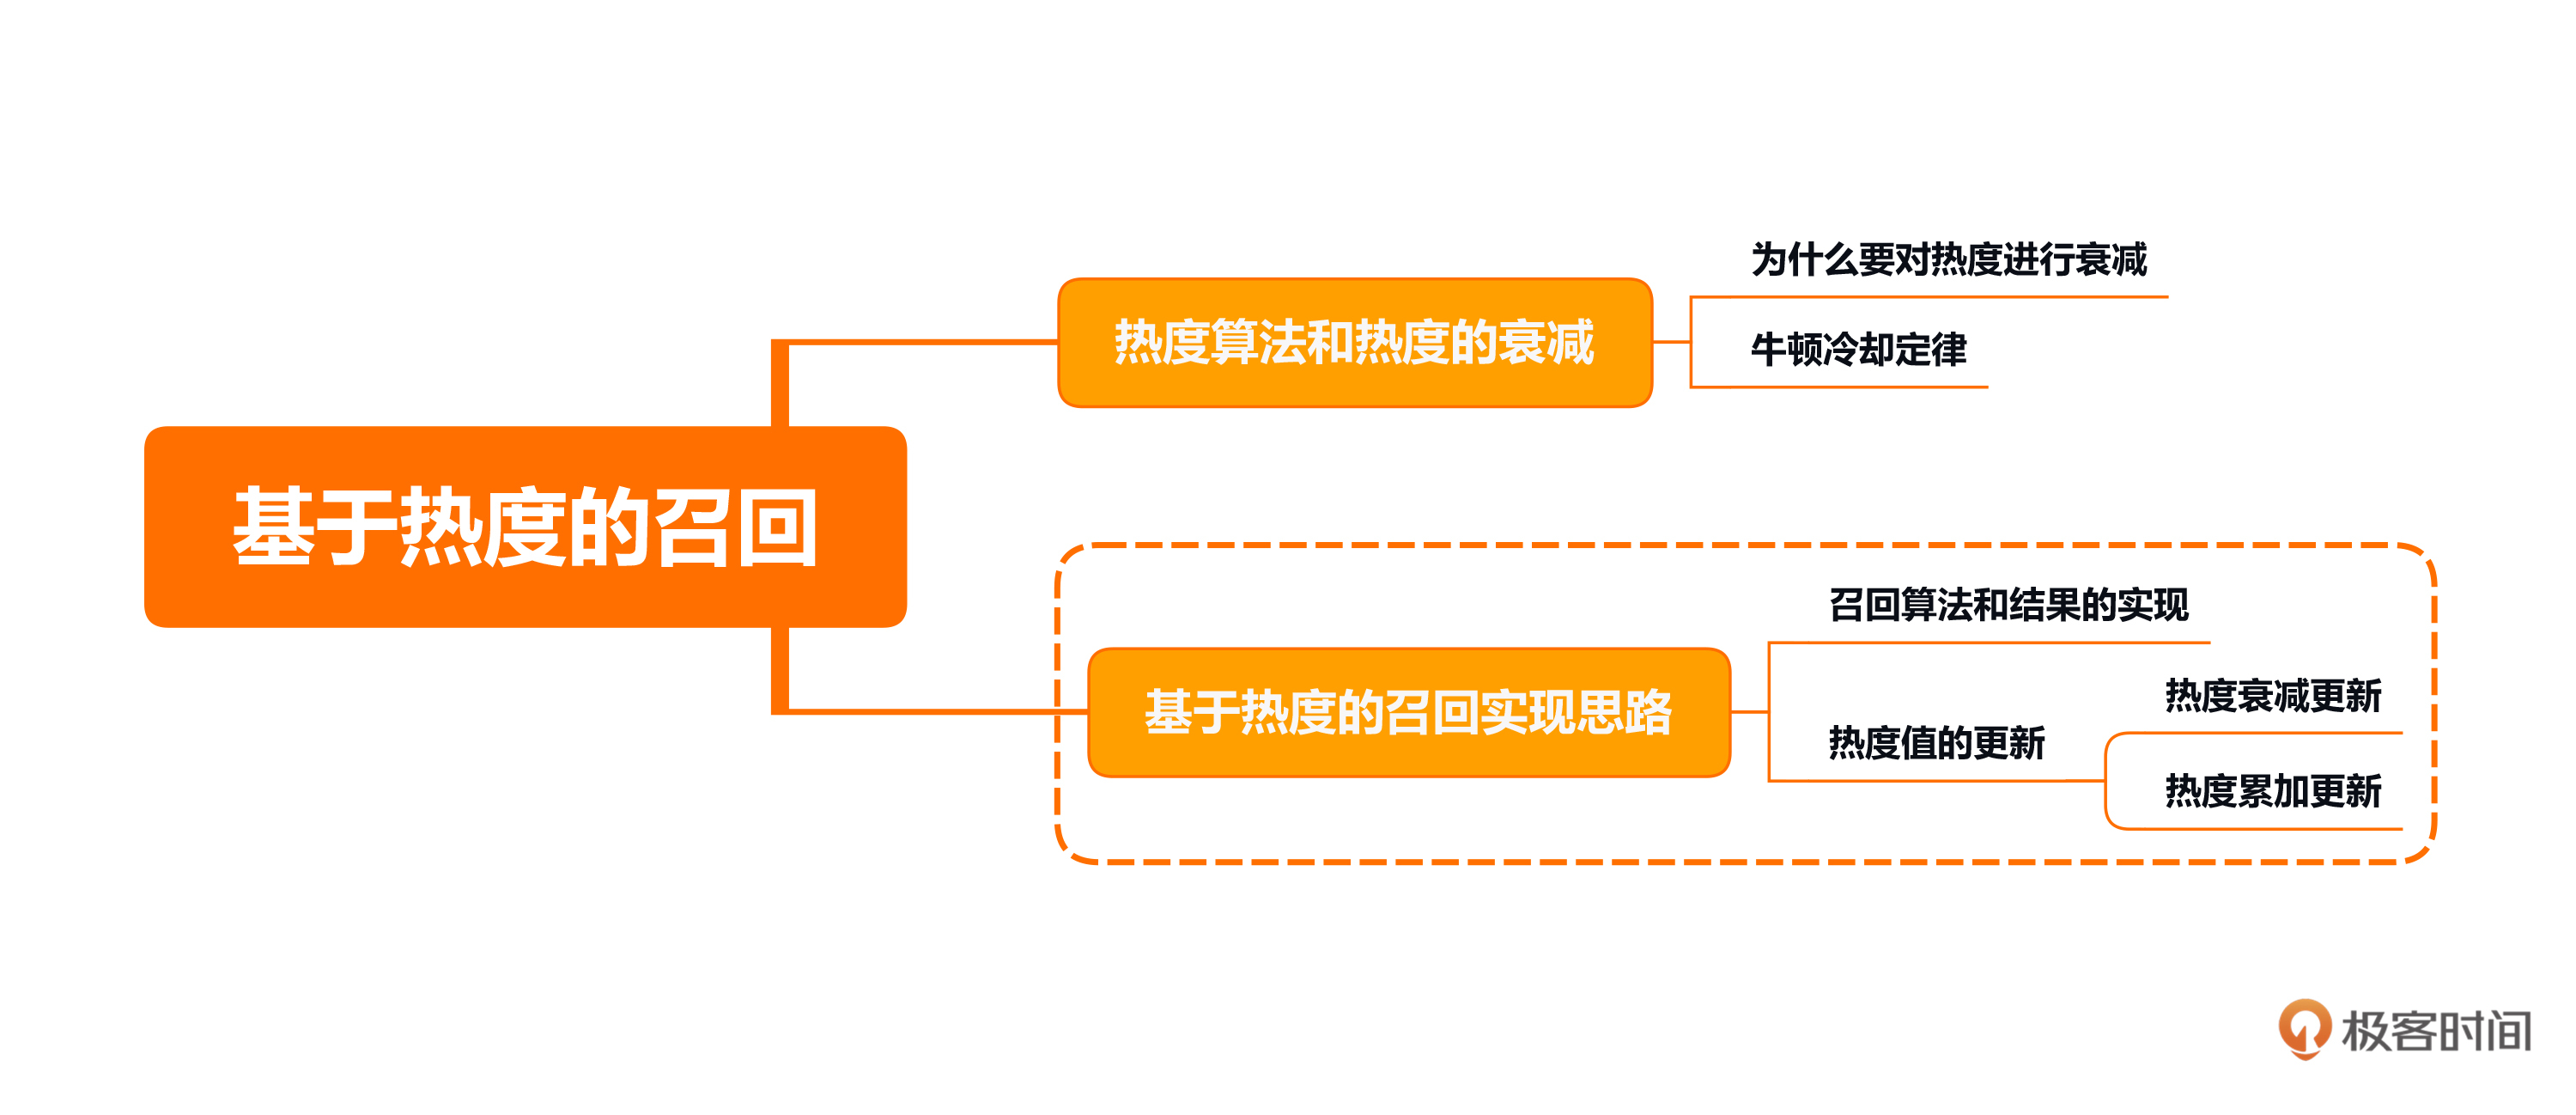 基于热度的召回
热度算法和热度的衰减
为什么要对热度进行衰减
牛顿冷却定律
基于热度的召回实现思路
召回算法和结果的实现
热度值的更新
热度衰减更新
热度累加更新
极客时间